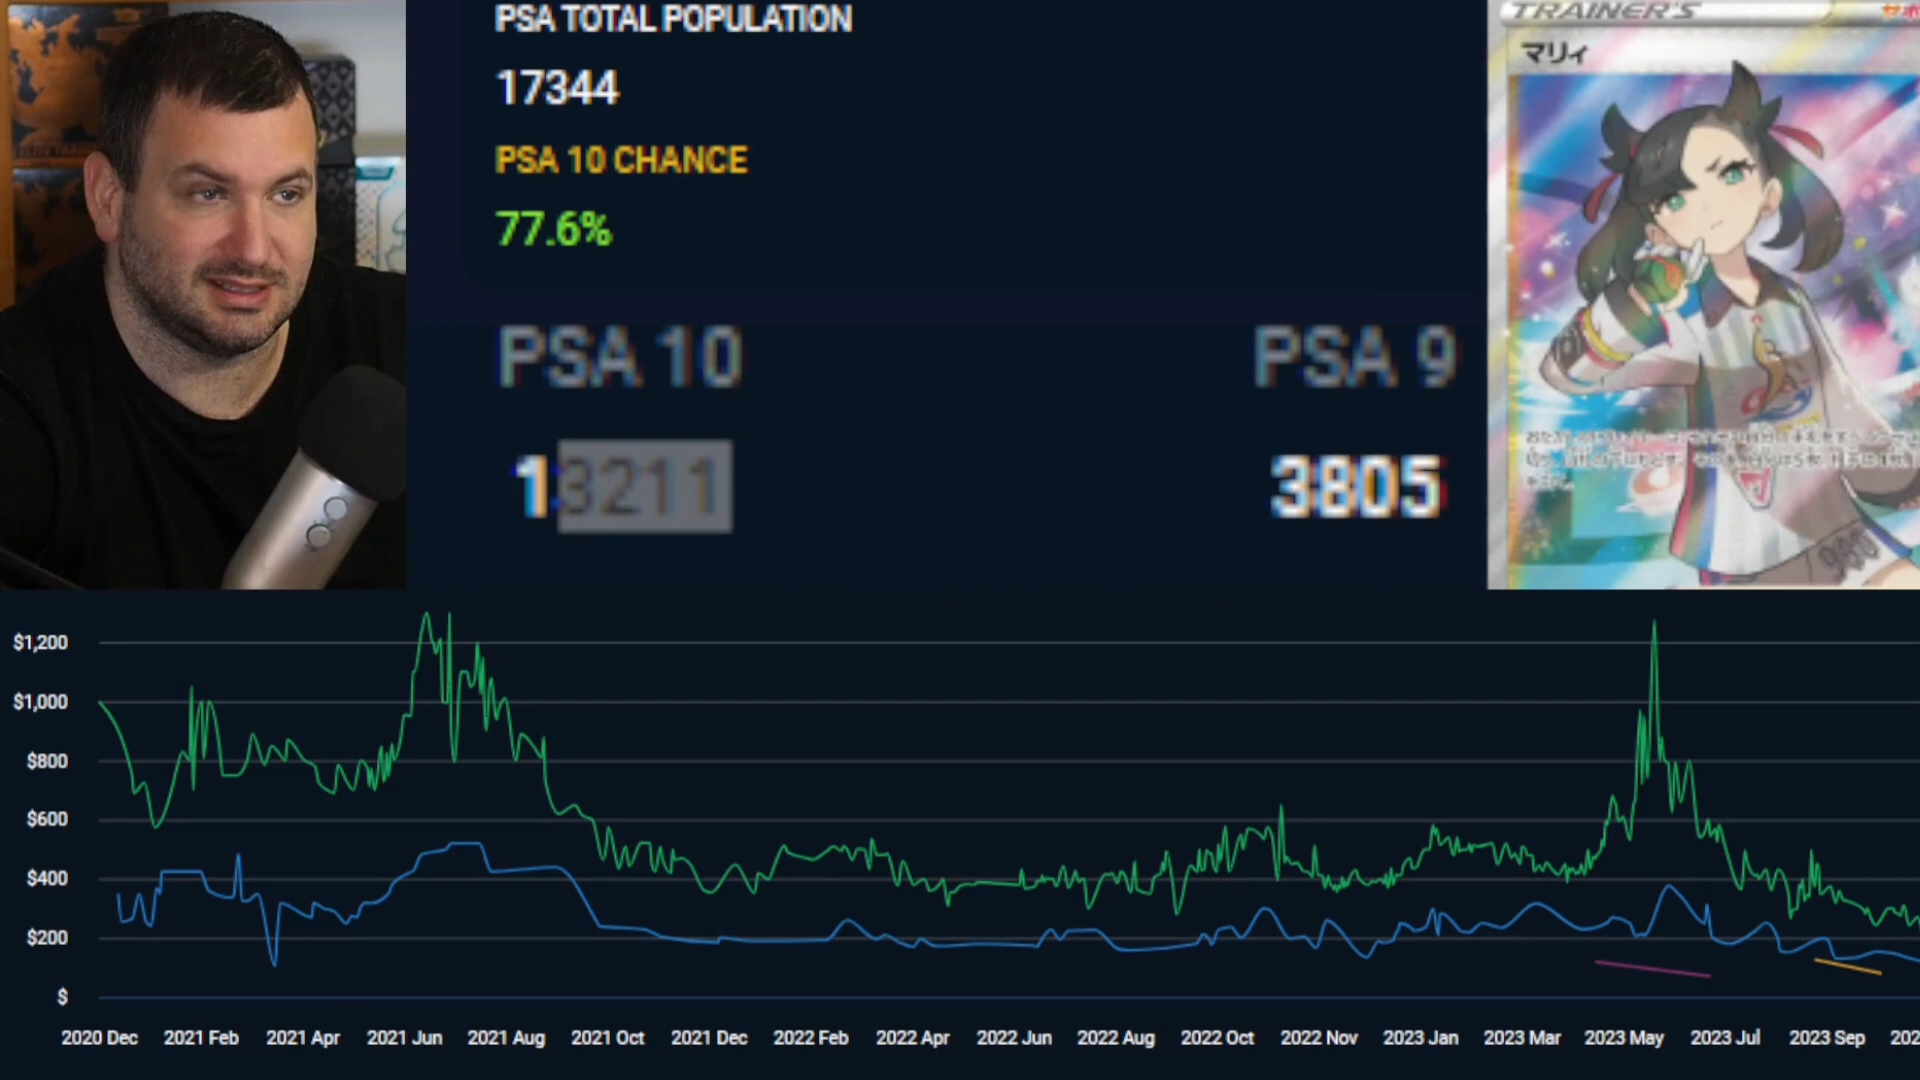 PSA TOTAL POPULATION
17344
PSA 10 CHANCE
77.6%
PSA 10
PSA 9
13211
3805
TRAINER'S
マリィ
$1,200
$1,000
$800
$600
$400
$200
$
2020 Dec 2021 Feb 2021 Apr 2021 Jun 2021 Aug 2021 Oct 2021 Dec 2022 Feb 2022 Apr 2022 Jun 2022 Aug 2022 Oct 2022 Nov 2023 Jan 2023 Mar 2023 May 2023 Jul 2023 Sep 202